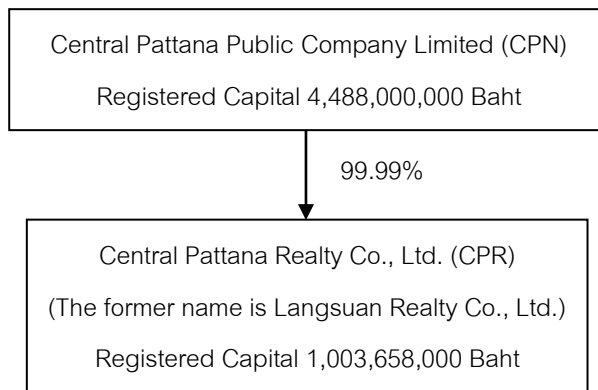 Central Pattana Public Company Limited (CPN)
Registered Capital 4,488,000,000 Baht
99.99%
Central Pattana Realty Co., Ltd. (CPR)
(The former name is Langsuan Realty Co., Ltd.)
Registered Capital 1,003,658,000 Baht